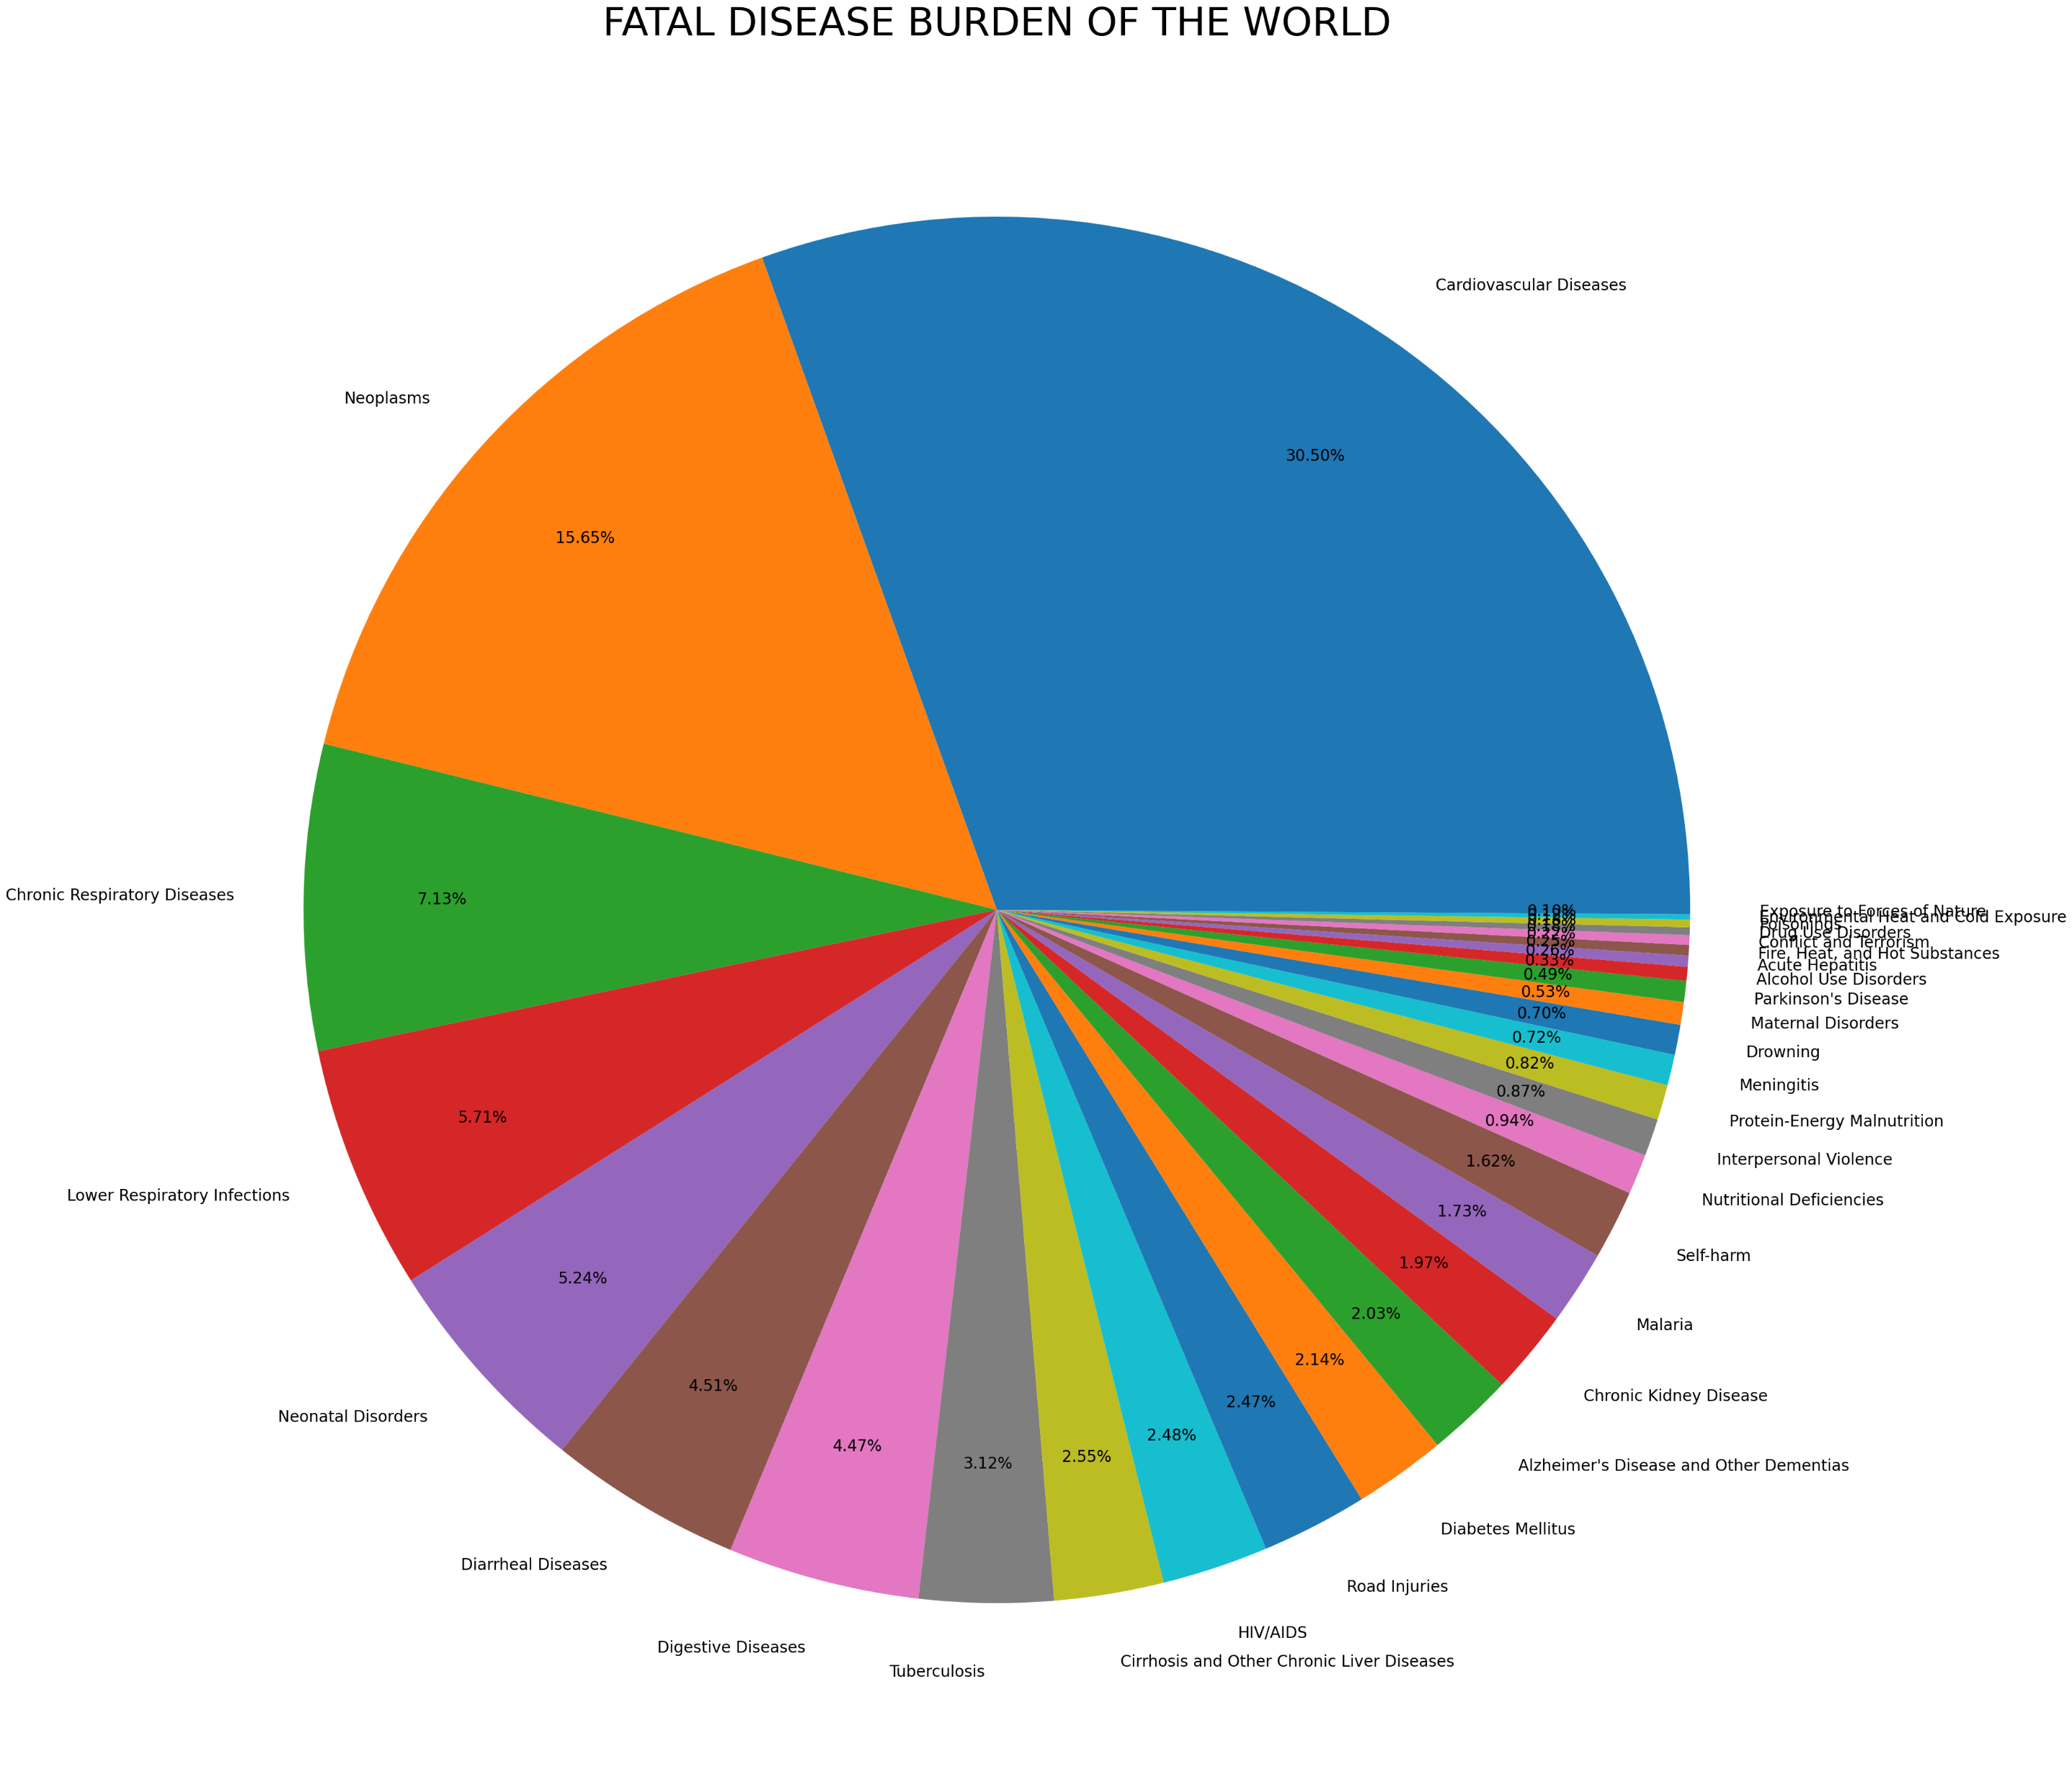 FATAL DISEASE BURDEN OF THE WORLD
Cardiovascular Diseases
30.50%
Neoplasms
15.65%
Chronic Respiratory Diseases
7.13%
Lower Respiratory Infections
5.71%
Neonatal Disorders
5.24%
Diarrheal Diseases
4.51%
Digestive Diseases
4.47%
Tuberculosis
3.12%
Cirrhosis and Other Chronic Liver Diseases
2.55%
HIV/AIDS
2.48%
Road Injuries
2.47%
Diabetes Mellitus
2.14%
Alzheimer's Disease and Other Dementias
2.03%
Chronic Kidney Disease
1.97%
Malaria
1.73%
Self-harm
1.62%
Nutritional Deficiencies
0.94%
Interpersonal Violence
0.87%
Protein-Energy Malnutrition
0.82%
Meningitis
0.72%
Drowning
0.70%
Maternal Disorders
0.53%
Parkinson's Disease
0.49%
Alcohol Use Disorders
0.33%
Acute Hepatitis
0.26%
Fire, Heat, and Hot Substances
0.25%
Conflict and Terrorism
0.22%
Drug Use Disorders
Poisonings
Environmental Heat and Cold Exposure
Exposure to Forces of Nature
0.10%